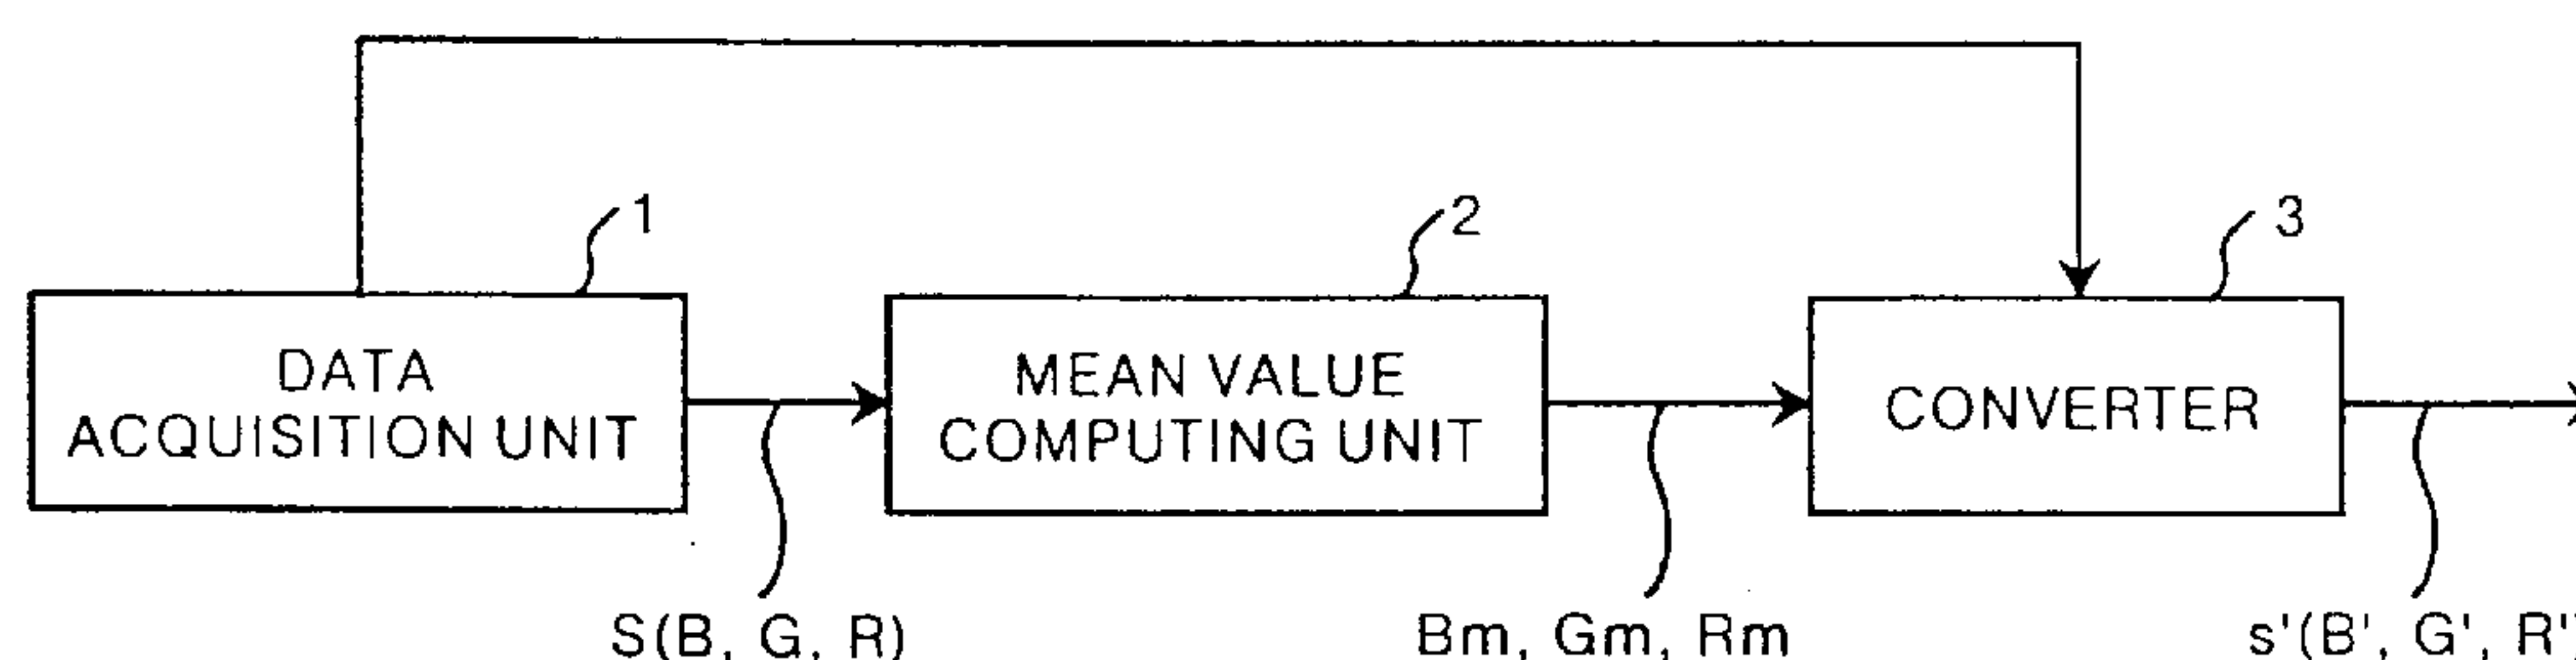 1
2
3
DATA
ACQUISITION UNIT
MEAN VALUE
COMPUTING UNIT
CONVERTER
S(B, G, R)
Bm, Gm, Rm
s'(B', G', R')